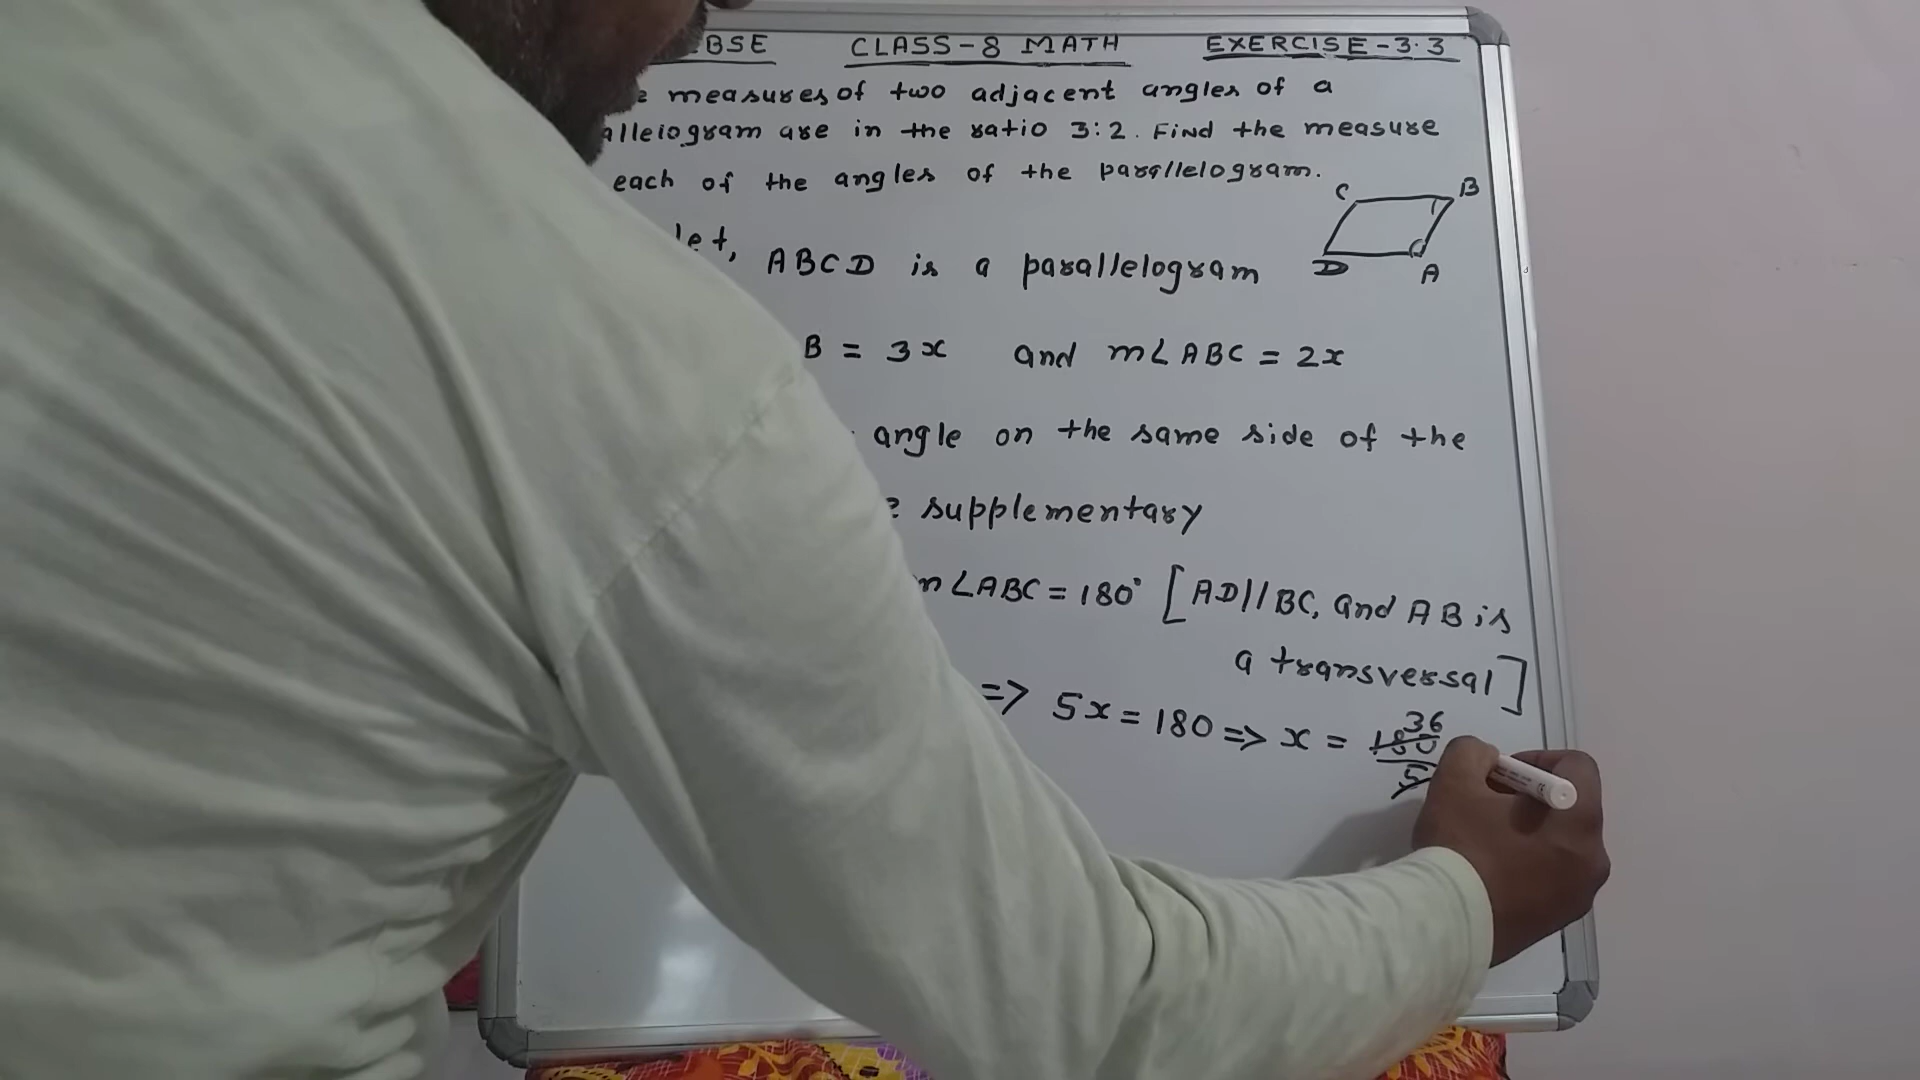 CBSE CLASS-8 MATH EXERCISE-3.3
measures of two adjacent angles of a
are in the ratio 3:2. Find the measure
each of the angles of the parallelogram.
C B
D A
let, ABCD is a parallelogram
B = 3x and m∠ABC = 2x
angle on the same side of the
supplementary
m∠ABC = 180° [AD//BC, and AB is
a transversal]
=> 5x = 180 => x = 180/5 36